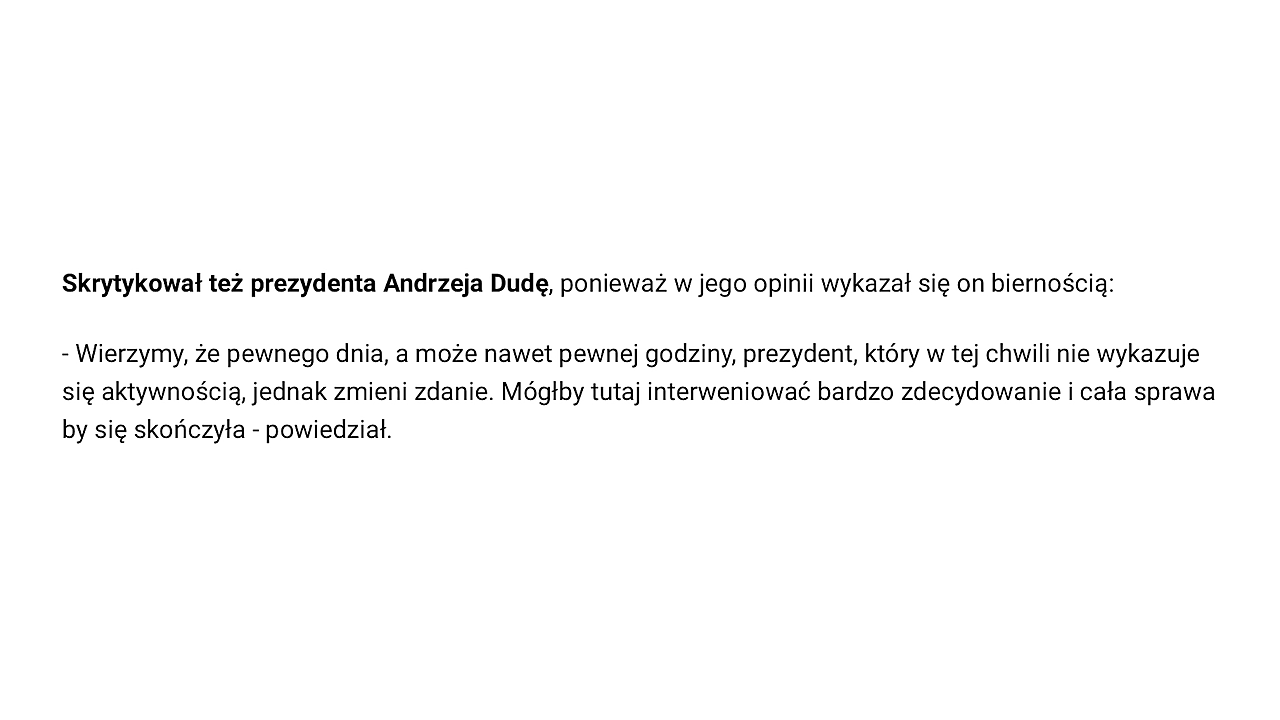 Skrytykował też prezydenta Andrzeja Dudę, ponieważ w jego opinii wykazał się on biernością:
- Wierzymy, że pewnego dnia, a może nawet pewnej godziny, prezydent, który w tej chwili nie wykazuje
się aktywnością, jednak zmieni zdanie. Mógłby tutaj interweniować bardzo zdecydowanie i cała sprawa
by się skończyła - powiedział.